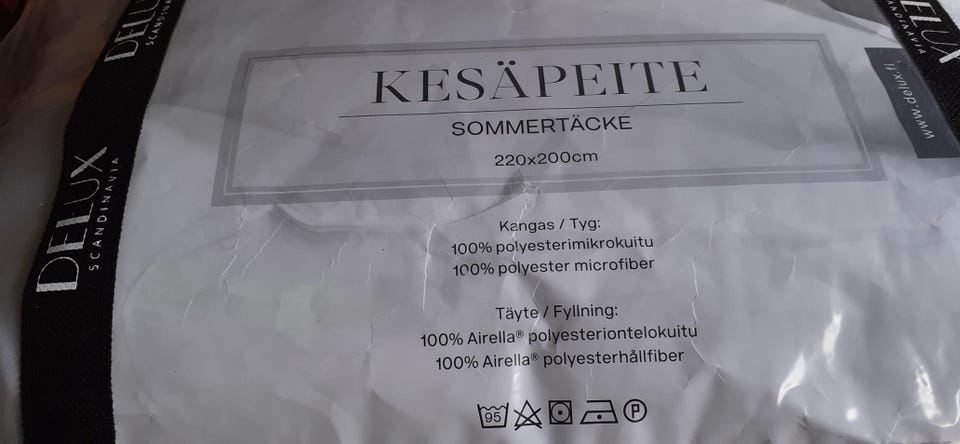 DELUX
SCANDINAVIA
DELUX
SCANDINAVIA
KESÄPEITE
SOMMERTÄCKE
220x200cm
Kangas / Tyg:
100% polyesterimikrokuitu
100% polyester microfiber
Täyte / Fyllning:
100% Airella® polyesteriontelokuitu
100% Airella® polyesterhållfiber
95
P
DELUX
SCANDINAVIA
www.delux.fi